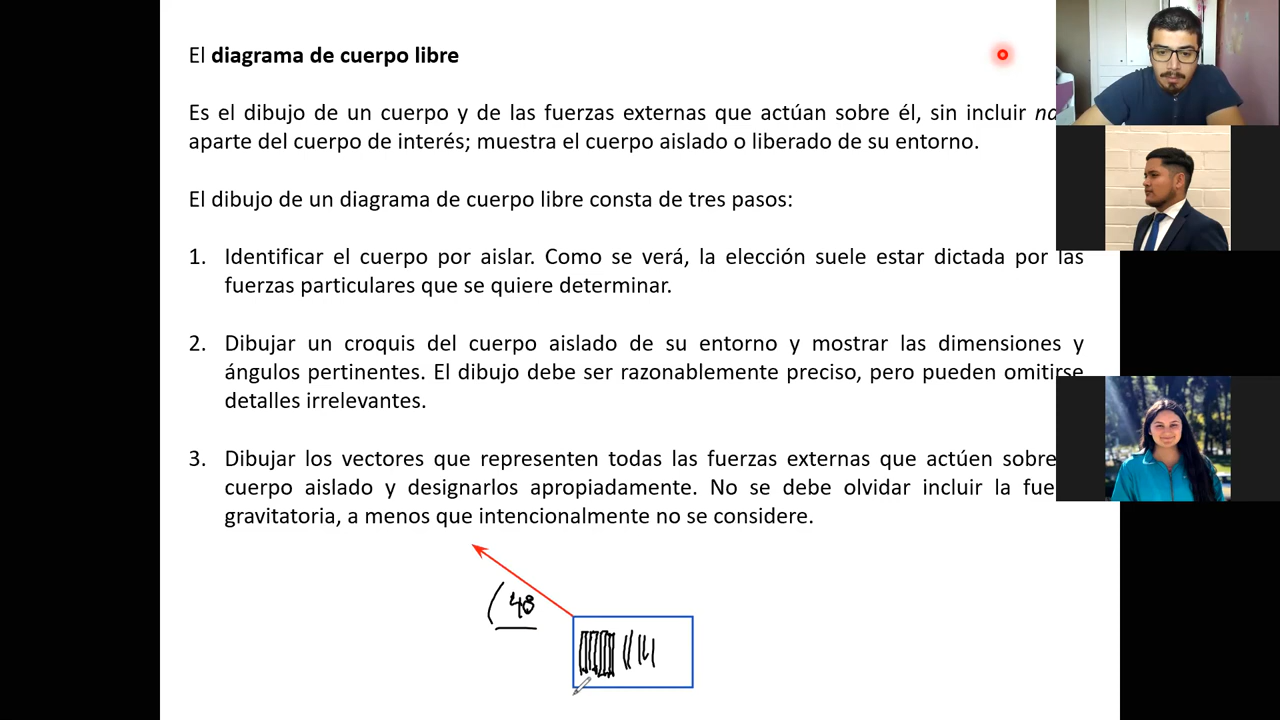 El diagrama de cuerpo libre
Es el dibujo de un cuerpo y de las fuerzas externas que actúan sobre él, sin incluir
aparte del cuerpo de interés; muestra el cuerpo aislado o liberado de su entorno.
El dibujo de un diagrama de cuerpo libre consta de tres pasos:
1. Identificar el cuerpo por aislar. Como se verá, la elección suele estar dictada por las
fuerzas particulares que se quiere determinar.
2. Dibujar un croquis del cuerpo aislado de su entorno y mostrar las dimensiones y
ángulos pertinentes. El dibujo debe ser razonablemente preciso, pero pueden omitirse
detalles irrelevantes.
3. Dibujar los vectores que representen todas las fuerzas externas que actúen sobre
cuerpo aislado y designarlos apropiadamente. No se debe olvidar incluir la
gravitatoria, a menos que intencionalmente no se considere.